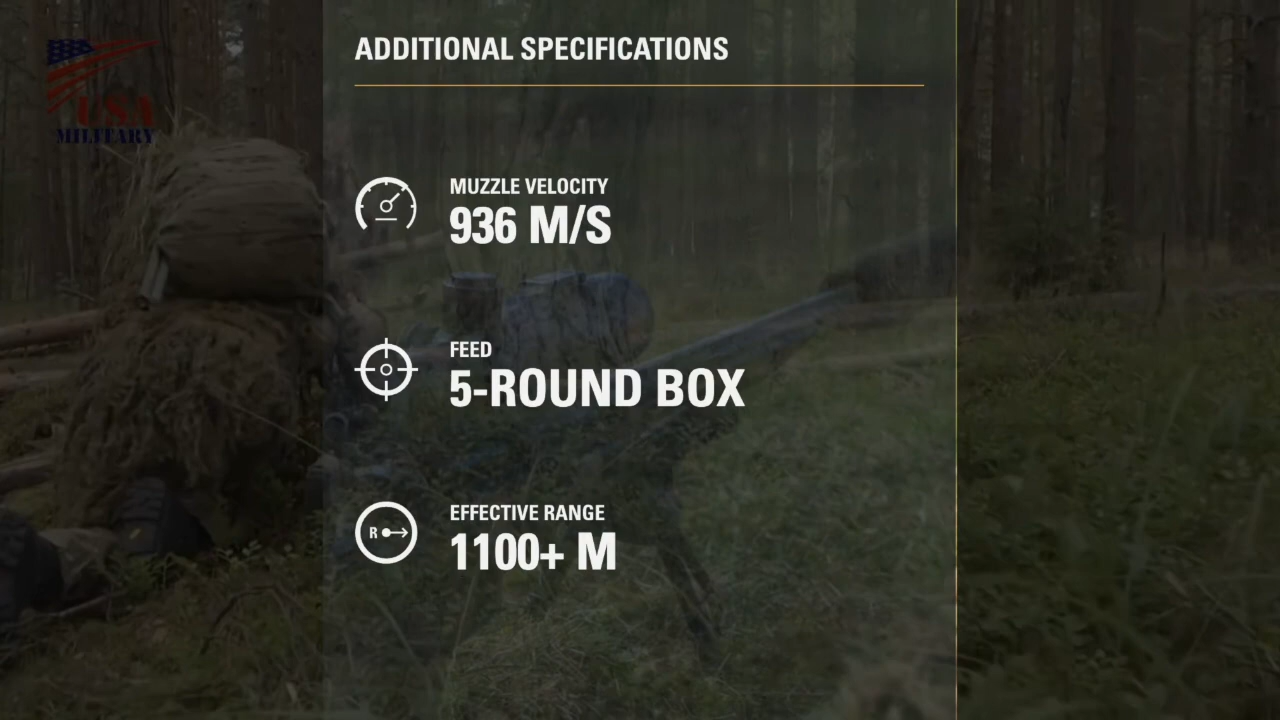 USA
MILITARY
ADDITIONAL SPECIFICATIONS
MUZZLE VELOCITY
936 M/S
FEED
5-ROUND BOX
R
EFFECTIVE RANGE
1100+ M